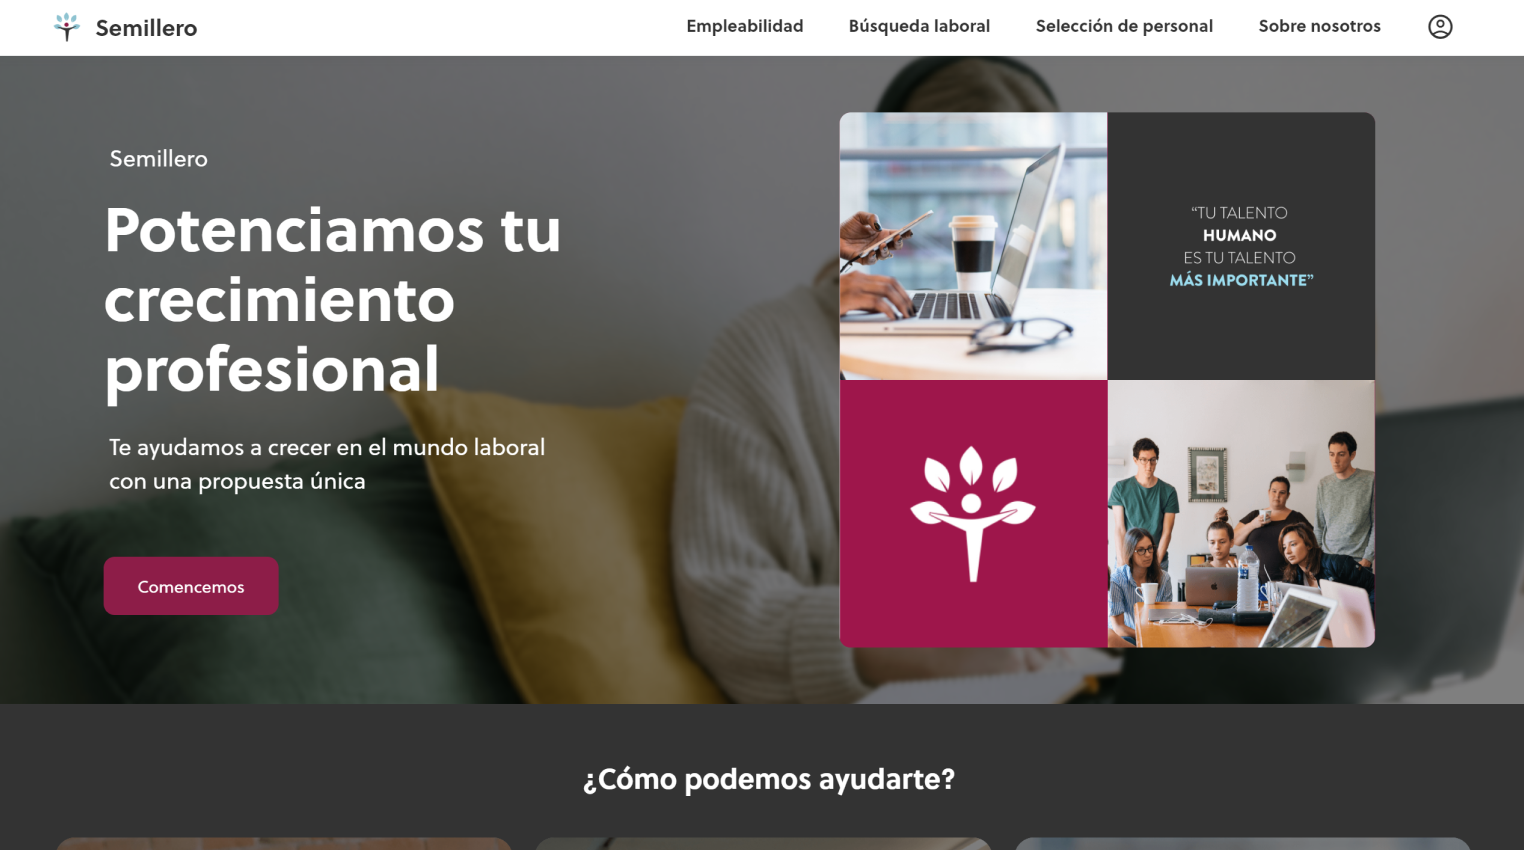 Semillero
Empleabilidad
Búsqueda laboral
Selección de personal
Sobre nosotros
Semillero
Potenciamos tu
crecimiento
profesional
Te ayudamos a crecer en el mundo laboral
con una propuesta única
Comencemos
“TU TALENTO
HUMANO
ES TU TALENTO
MÁS IMPORTANTE”
¿Cómo podemos ayudarte?